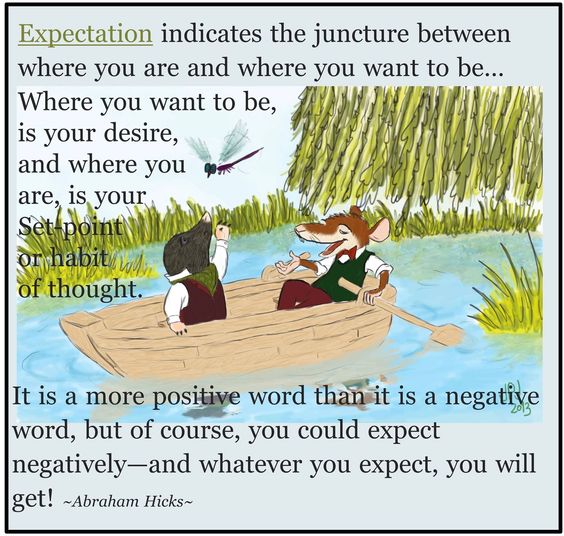 Expectation indicates the juncture between
where you are and where you want to be...
Where you want to be,
is your desire,
and where you
are, is your
Set-point
or habit
of thought.
It is a more positive word than it is a negative
word, but of course, you could expect
negatively—and whatever you expect, you will
get! ~Abraham Hicks~
2013